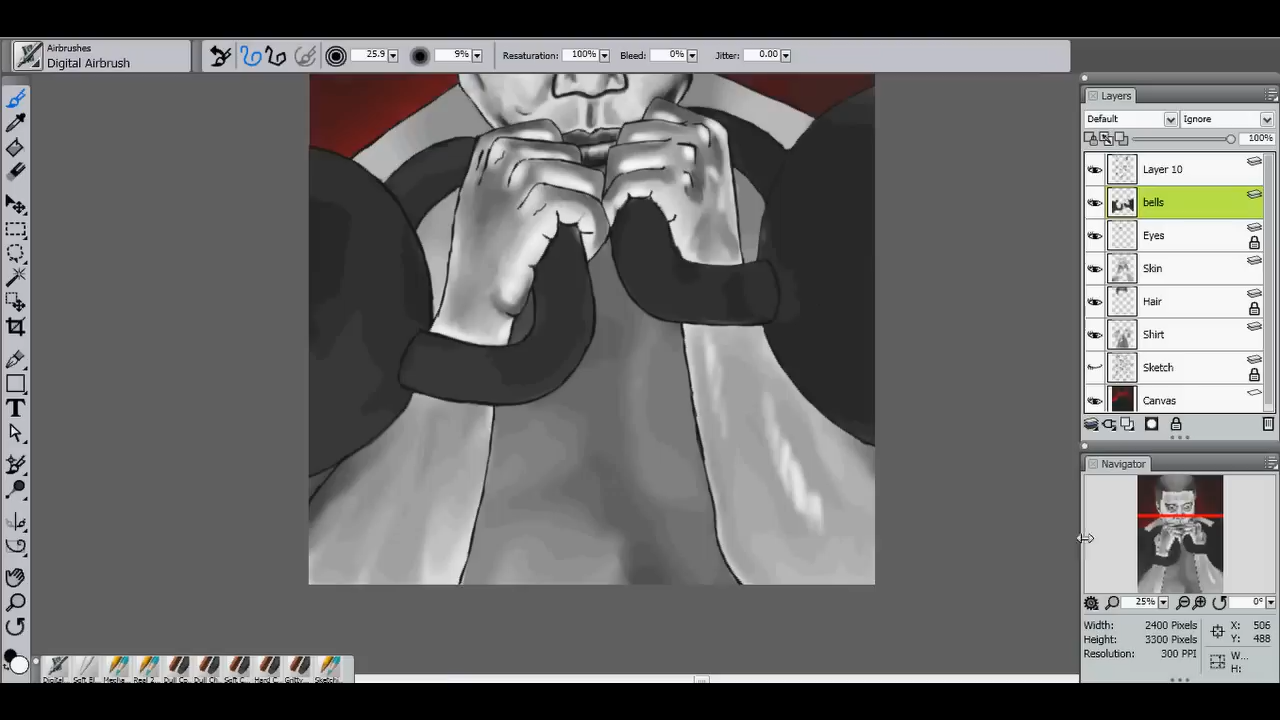 Airbrushes
Digital Airbrush
25.9
9%
Resaturation: 100%
Bleed: 0%
Jitter: 0.00
Layers
Default
Ignore
100%
Layer 10
bells
Eyes
Skin
Hair
Shirt
Sketch
Canvas
Navigator
25%
0°
Width: 2400 Pixels
Height: 3300 Pixels
Resolution: 300 PPI
X: 506
Y: 488
W...
H:
T
Digital